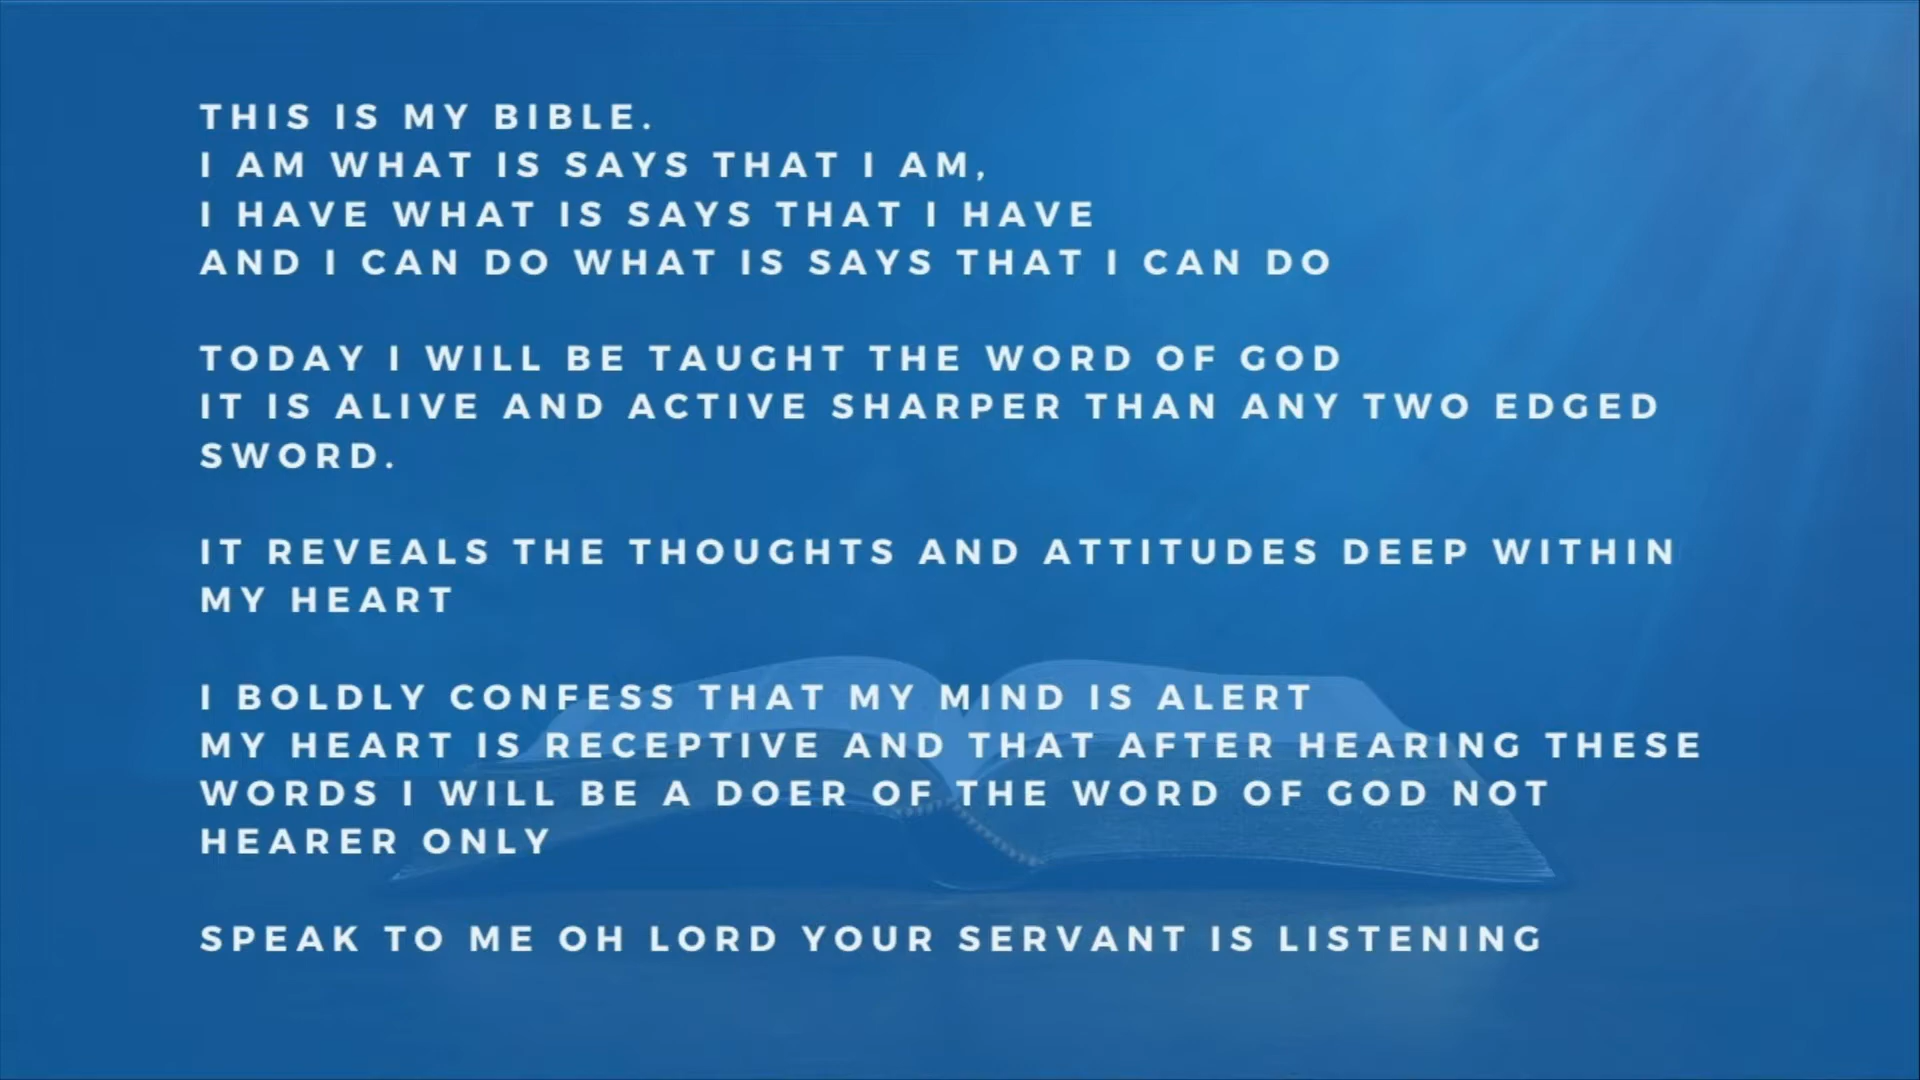 THIS IS MY BIBLE.
I AM WHAT IS SAYS THAT I AM,
I HAVE WHAT IS SAYS THAT I HAVE
AND I CAN DO WHAT IS SAYS THAT I CAN DO
TODAY I WILL BE TAUGHT THE WORD OF GOD
IT IS ALIVE AND ACTIVE SHARPER THAN ANY TWO EDGED
SWORD.
IT REVEALS THE THOUGHTS AND ATTITUDES DEEP WITHIN
MY HEART
I BOLDLY CONFESS THAT MY MIND IS ALERT
MY HEART IS RECEPTIVE AND THAT AFTER HEARING THESE
WORDS I WILL BE A DOER OF THE WORD OF GOD NOT
HEARER ONLY
SPEAK TO ME OH LORD YOUR SERVANT IS LISTENING